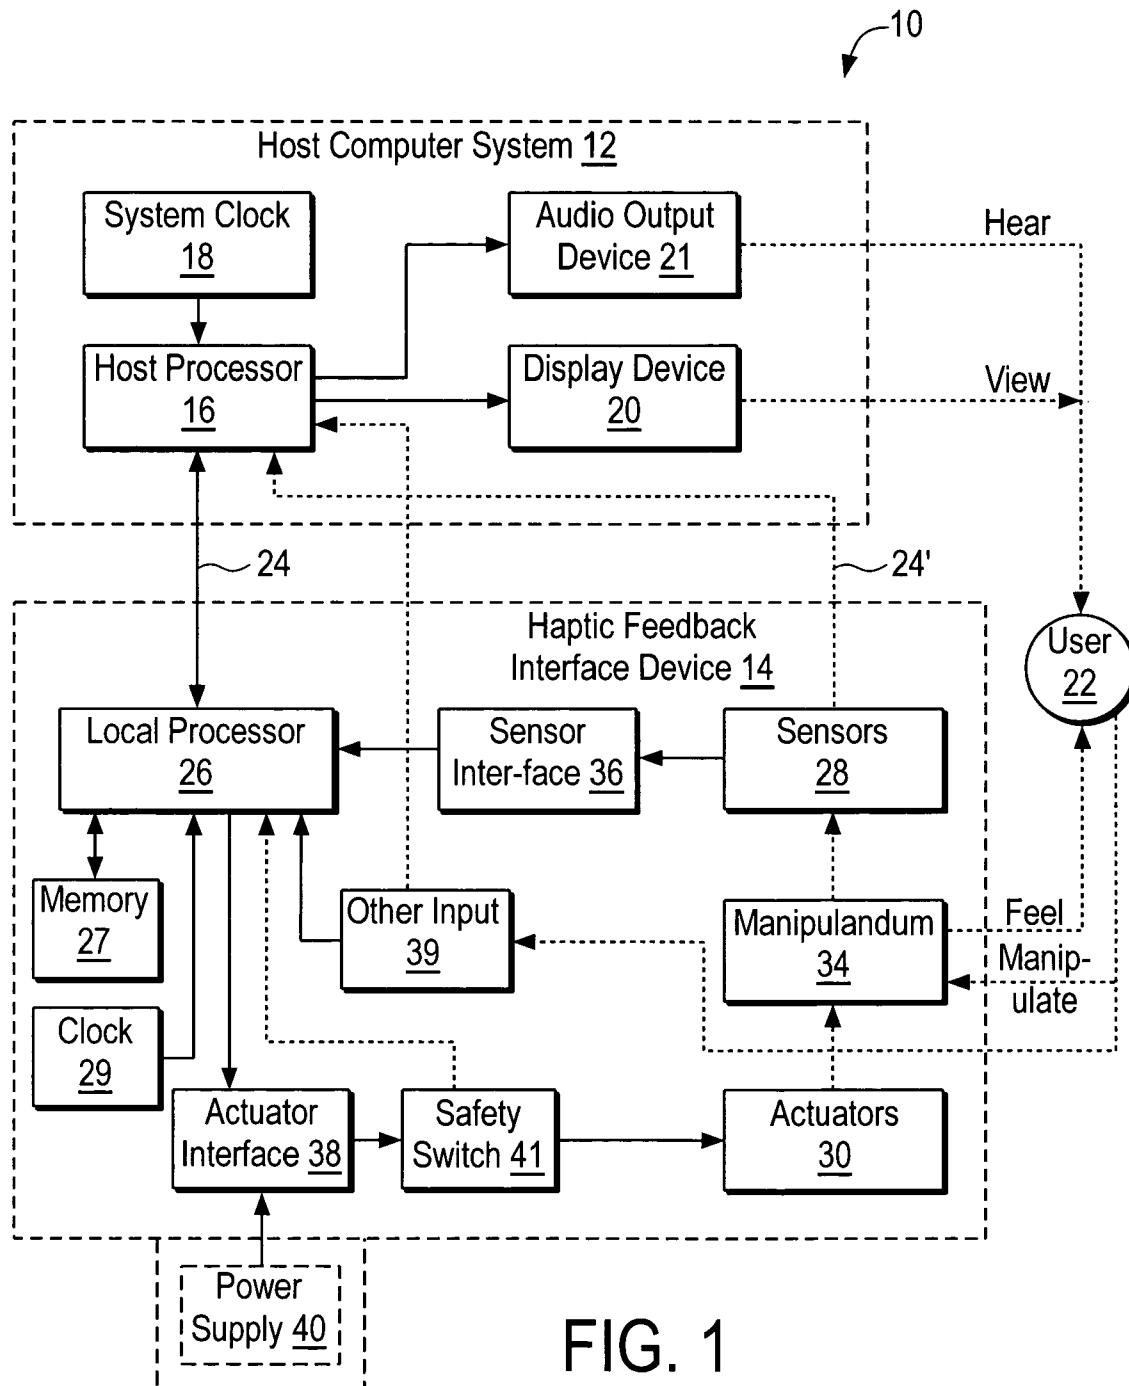 10
Host Computer System 12
System Clock
18
Audio Output
Device 21
Hear
Host Processor
16
Display Device
20
View
24
24'
Haptic Feedback
Interface Device 14
User
22
Local Processor
26
Sensor
Inter-face 36
Sensors
28
Memory
27
Other Input
39
Manipulandum
34
Feel
Manip-
ulate
Clock
29
Actuator
Interface 38
Safety
Switch 41
Actuators
30
Power
Supply 40
FIG. 1